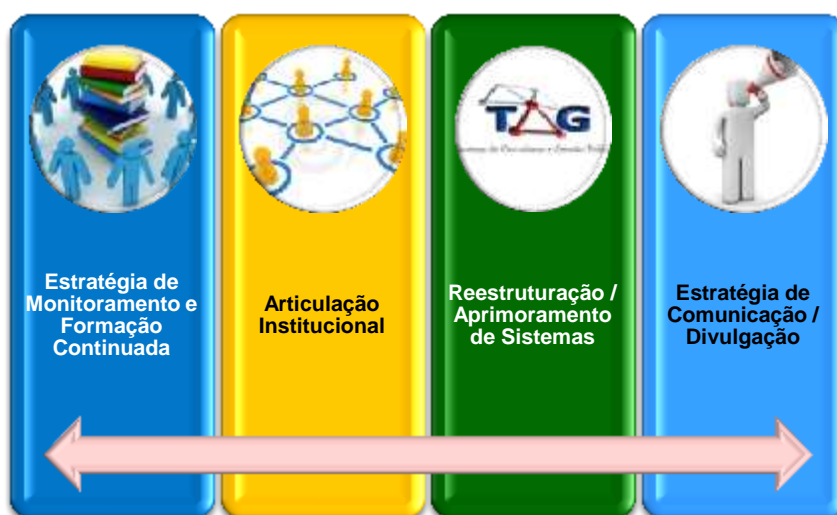 Estratégia de
Monitoramento e
Formação
Continuada
Articulação
Institucional
TAG
Reestruturação /
Aprimoramento
de Sistemas
Estratégia de
Comunicação /
Divulgação